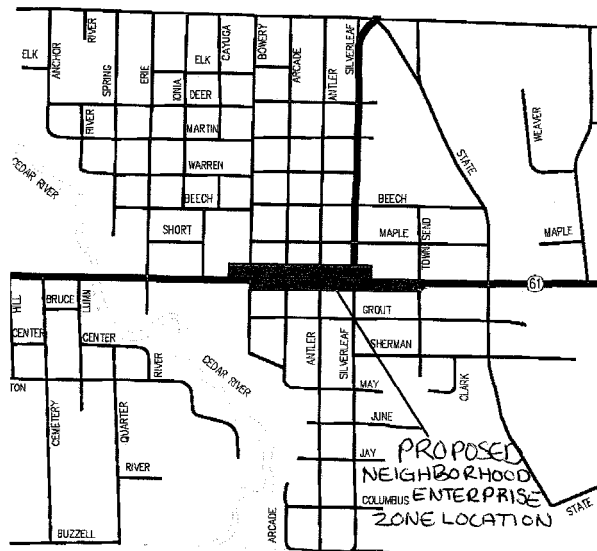 ELK
ANCHOR
RIVER
SPRING
ERIE
IONIA
ELK
DEER
CAYUGA
BOWERY
ARCADE
ANTLER
SILVERLEAF
STATE
WEAVER
RIVER
MARTIN
WARREN
BEECH
SHORT
BEECH
MAPLE
TOWNSEND
MAPLE
CEDAR RIVER
61
HILL
BRUCE
LUMN
CENTER
CENTER
RIVER
CEDAR RIVER
TON
CEMETERY
QUARTER
RIVER
BUZZELL
GROUT
ANTLER
SILVERLEAF
SHERMAN
CLARK
MAY
JUNE
JAY
COLUMBUS
ARCADE
STATE
PROPOSED
NEIGHBORHOOD
ENTERPRISE
ZONE LOCATION